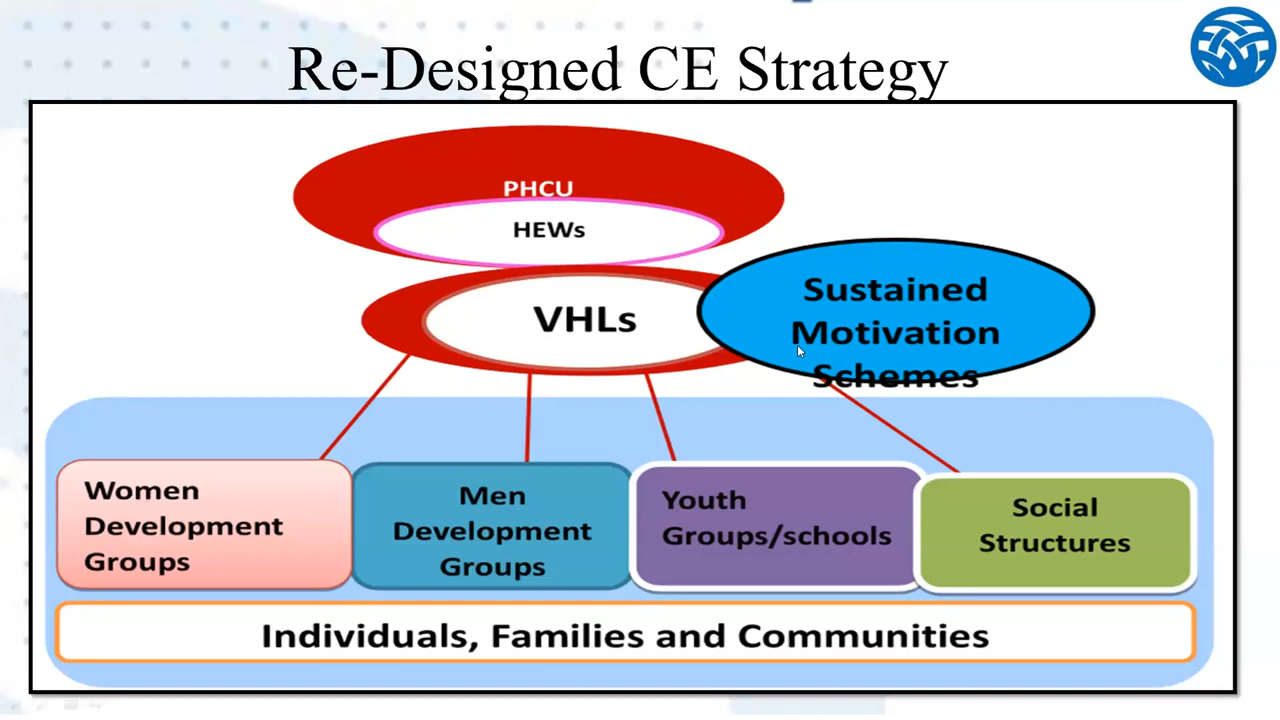 Re-Designed CE Strategy
PHCU
HEWs
VHLs
Sustained
Motivation
Schemes
Women
Development
Groups
Men
Development
Groups
Youth
Groups/schools
Social
Structures
Individuals, Families and Communities